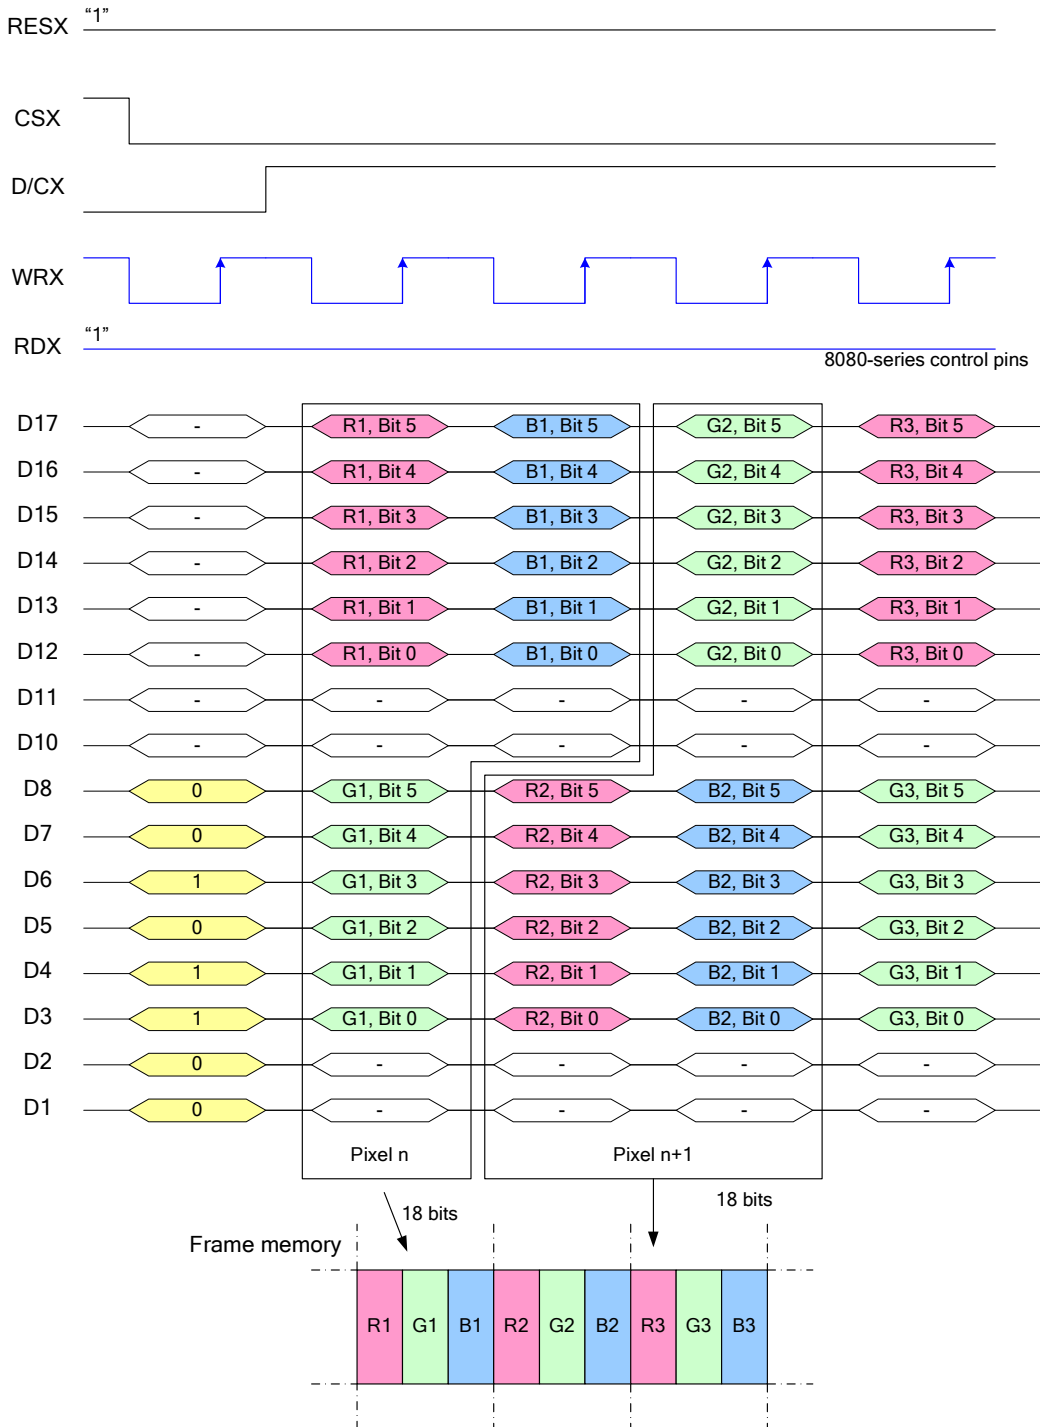 RESX “1”
CSX
D/CX
WRX
RDX “1”
8080-series control pins
D17 - R1, Bit 5 B1, Bit 5 G2, Bit 5 R3, Bit 5
D16 - R1, Bit 4 B1, Bit 4 G2, Bit 4 R3, Bit 4
D15 - R1, Bit 3 B1, Bit 3 G2, Bit 3 R3, Bit 3
D14 - R1, Bit 2 B1, Bit 2 G2, Bit 2 R3, Bit 2
D13 - R1, Bit 1 B1, Bit 1 G2, Bit 1 R3, Bit 1
D12 - R1, Bit 0 B1, Bit 0 G2, Bit 0 R3, Bit 0
D11 - - - - -
D10 - - - - -
D8 0 G1, Bit 5 R2, Bit 5 B2, Bit 5 G3, Bit 5
D7 0 G1, Bit 4 R2, Bit 4 B2, Bit 4 G3, Bit 4
D6 1 G1, Bit 3 R2, Bit 3 B2, Bit 3 G3, Bit 3
D5 0 G1, Bit 2 R2, Bit 2 B2, Bit 2 G3, Bit 2
D4 1 G1, Bit 1 R2, Bit 1 B2, Bit 1 G3, Bit 1
D3 1 G1, Bit 0 R2, Bit 0 B2, Bit 0 G3, Bit 0
D2 0 - - - -
D1 0 - - - -
Pixel n Pixel n+1
18 bits 18 bits
Frame memory
R1 G1 B1 R2 G2 B2 R3 G3 B3